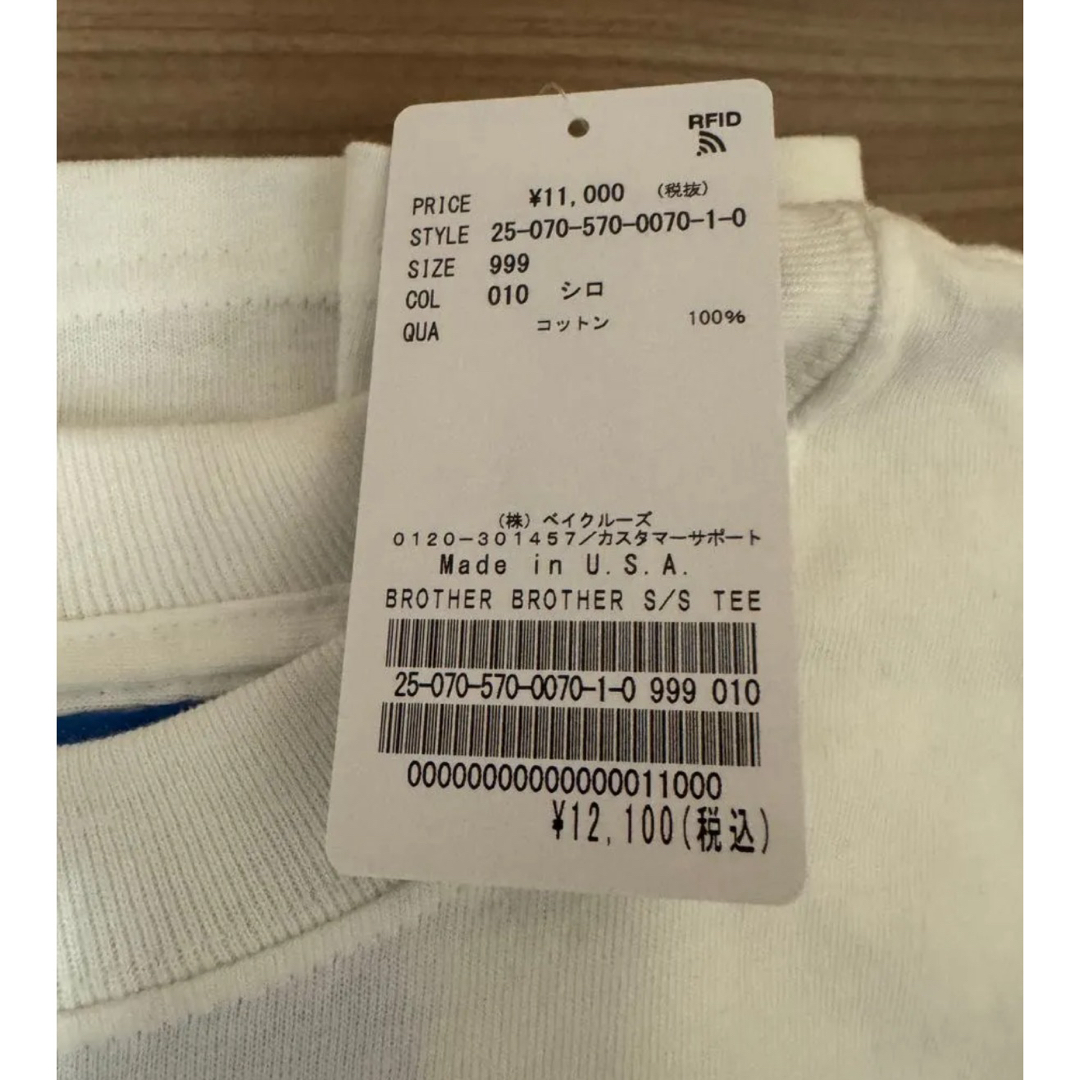 RFID
PRICE ¥11,000 (税抜)
STYLE 25-070-570-0070-1-0
SIZE 999
COL 010 シロ
QUA コットン 100%
(株)ベイクルーズ
0120-301457/カスタマーサポート
Made in U.S.A.
BROTHER BROTHER S/S TEE
25-070-570-0070-1-0 999 010
00000000000000011000
¥12,100(税込)